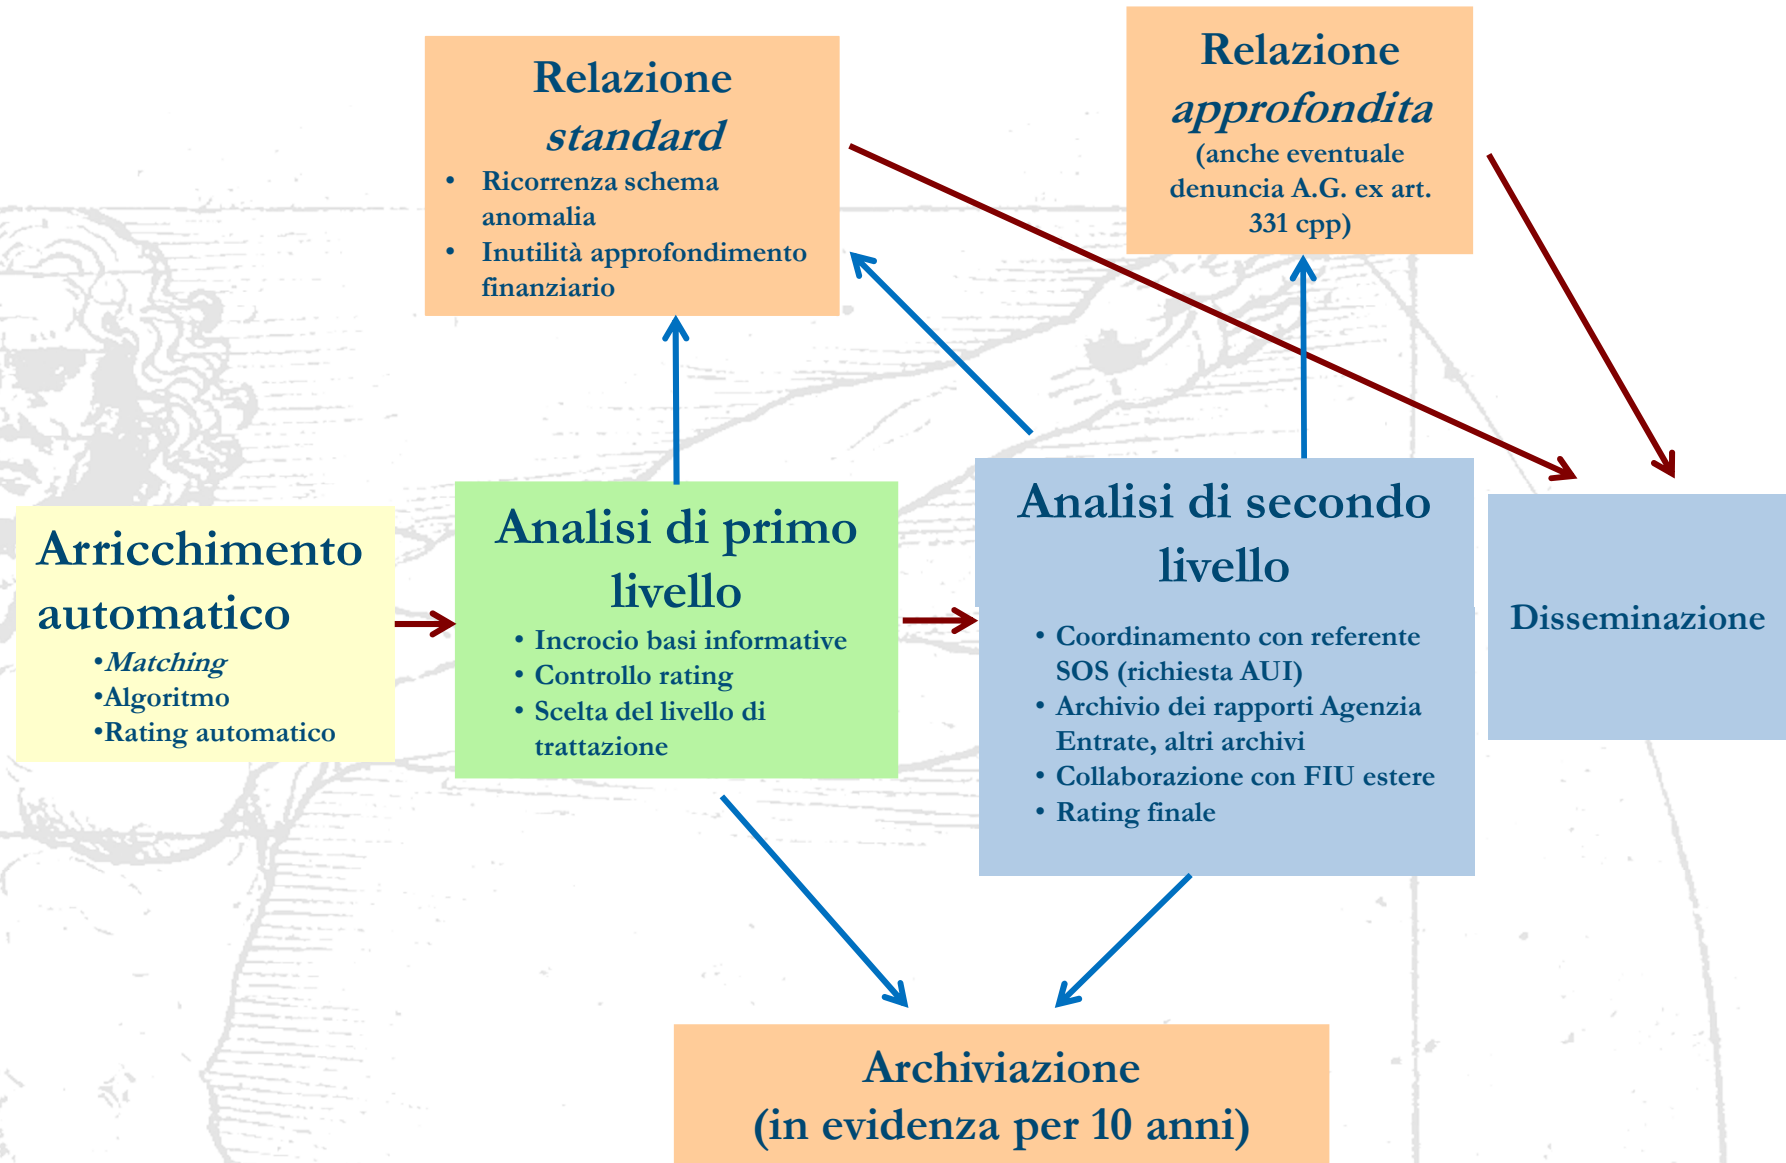 Relazione
standard
• Ricorrenza schema
anomalia
• Inutilità approfondimento
finanziario
Relazione
approfondita
(anche eventuale
denuncia A.G. ex art.
331 cpp)
Arricchimento
automatico
•Matching
•Algoritmo
•Rating automatico
Analisi di primo
livello
• Incrocio basi informative
• Controllo rating
• Scelta del livello di
trattazione
Analisi di secondo
livello
• Coordinamento con referente
SOS (richiesta AUI)
• Archivio dei rapporti Agenzia
Entrate, altri archivi
• Collaborazione con FIU estere
• Rating finale
Disseminazione
Archiviazione
(in evidenza per 10 anni)